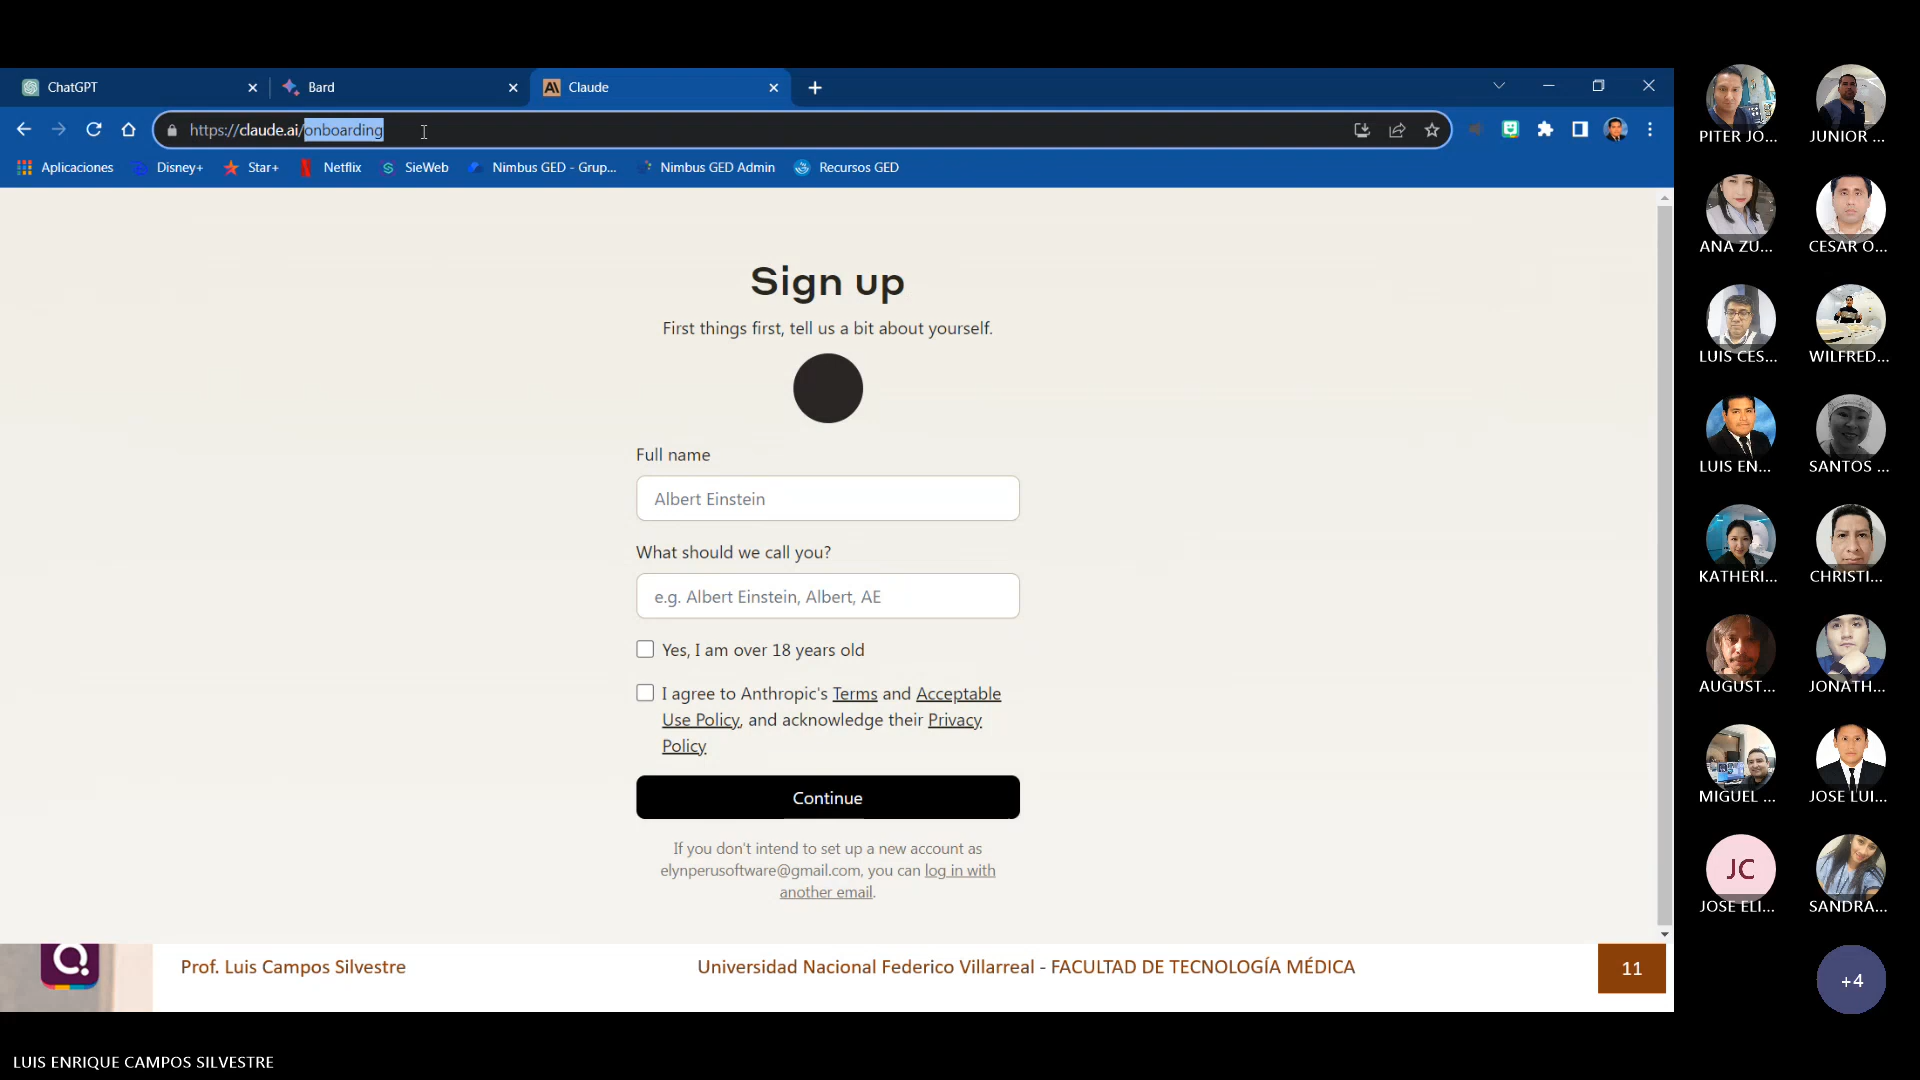 ChatGPT
Bard
Claude
https://claude.ai/onboarding
Aplicaciones
Disney+
Star+
Netflix
SieWeb
Nimbus GED - Grup...
Nimbus GED Admin
Recursos GED
Sign up
First things first, tell us a bit about yourself.
Full name
Albert Einstein
What should we call you?
e.g. Albert Einstein, Albert, AE
Yes, I am over 18 years old
I agree to Anthropic's Terms and Acceptable
Use Policy, and acknowledge their Privacy
Policy
Continue
If you don't intend to set up a new account as
elynperusoftware@gmail.com, you can log in with
another email.
Prof. Luis Campos Silvestre
Universidad Nacional Federico Villarreal - FACULTAD DE TECNOLOGÍA MÉDICA
11
PITER JO...
JUNIOR ...
ANA ZU...
CESAR O...
LUIS CES...
WILFRED...
LUIS EN...
SANTOS ...
KATHERI...
CHRISTI...
AUGUST...
JONATH...
MIGUEL ...
JOSE LUI...
JC
JOSE ELI...
SANDRA...
+4
LUIS ENRIQUE CAMPOS SILVESTRE